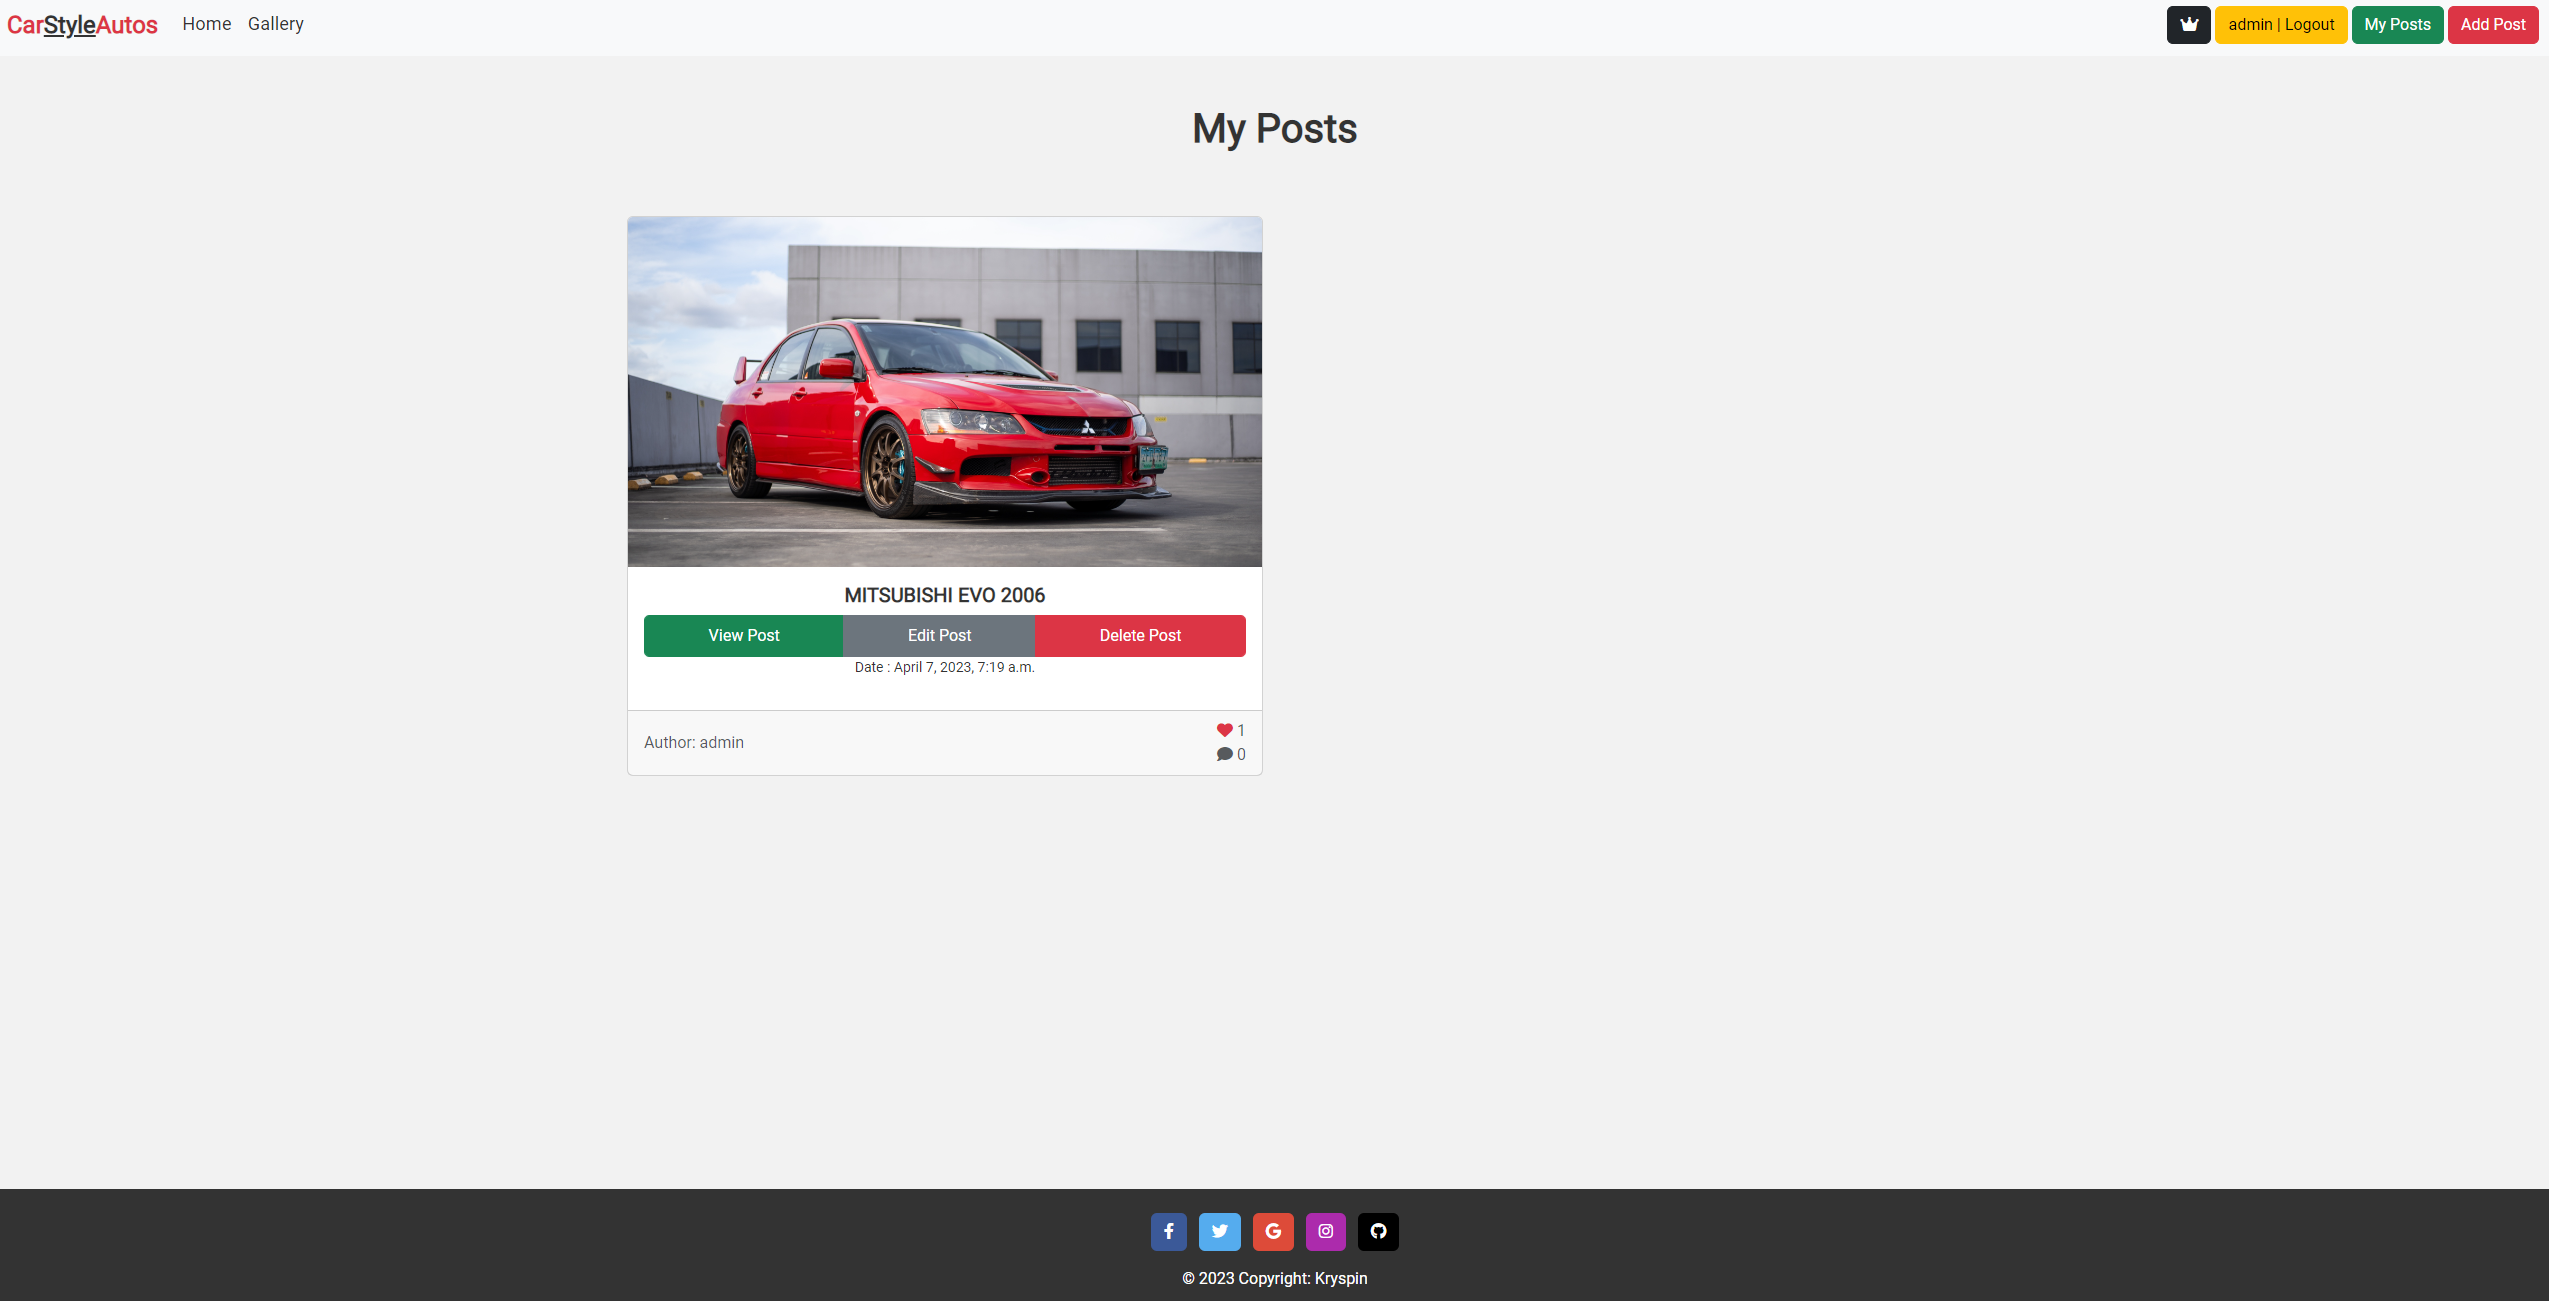 CarStyleAutos Home Gallery admin | Logout My Posts Add Post
My Posts
MITSUBISHI EVO 2006
View Post Edit Post Delete Post
Date : April 7, 2023, 7:19 a.m.
Author: admin
1
0
© 2023 Copyright: Kryspin